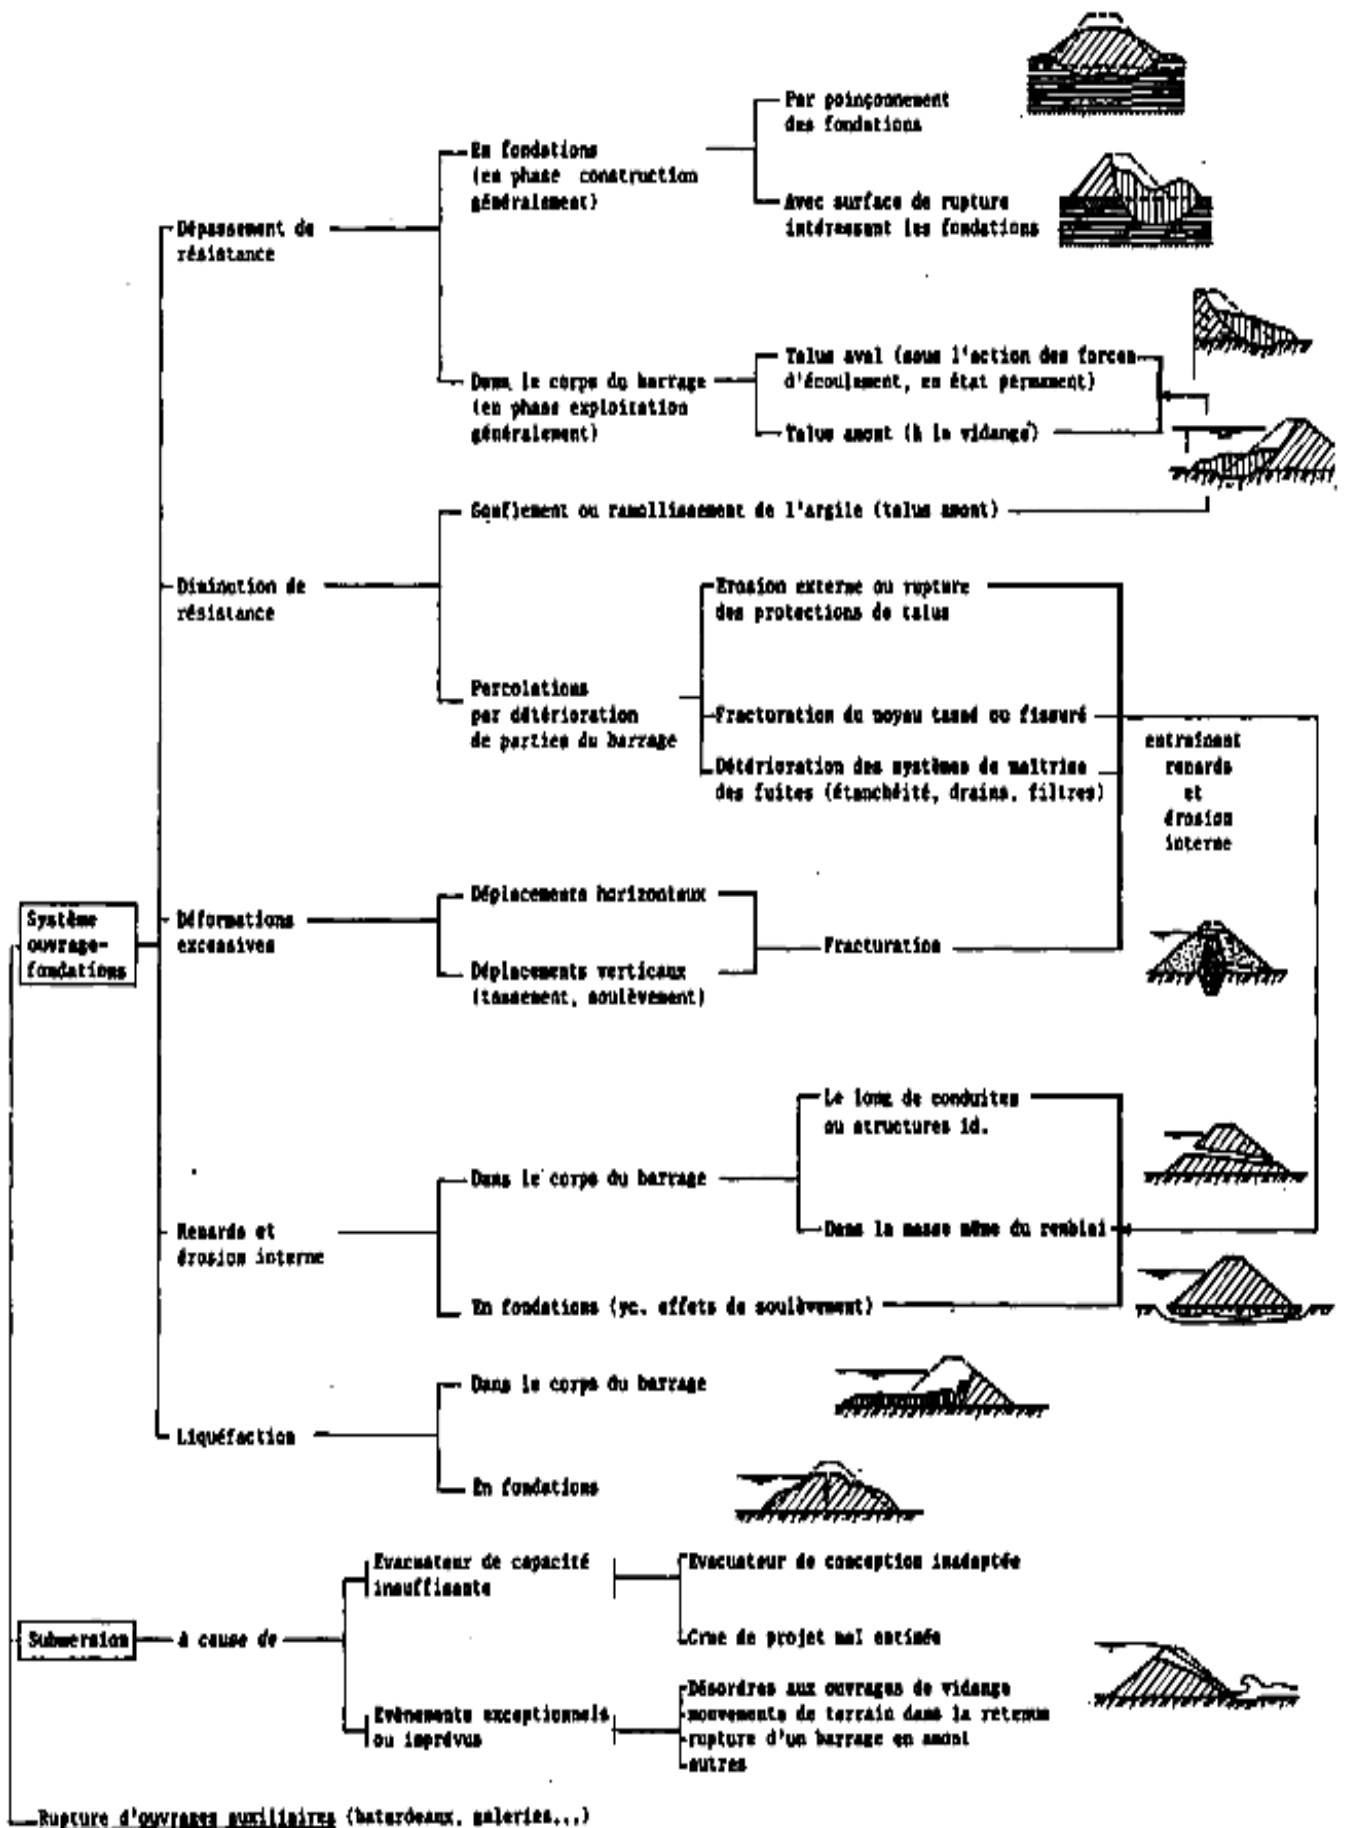 Par poinçonnement
des fondations
En fondations
(en phase construction
généralement)
Avec surface de rupture
intéressant les fondations
Dépassement de
résistance
Talus aval (sous l'action des forces
d'écoulement, en état permanent)
Dans le corps du barrage
(en phase exploitation
généralement)
Talus amont (à la vidange)
Gonflement ou ramollissement de l'argile (talus amont)
Diminution de
résistance
Erosion externe ou rupture
des protections de talus
Percolations
par détérioration
de parties du barrage
Fracturation du noyau tassé ou fissuré
Détérioration des systèmes de maîtrise
des fuites (étanchéité, drains, filtres)
entraînent
renards
et
érosion
interne
Système
ouvrage-
fondations
Déformations
excessives
Déplacements horizontaux
Déplacements verticaux
(tassement, soulèvement)
Fracturation
Le long de conduites
ou structures id.
Dans le corps du barrage
Dans la masse même du remblai
Renards et
érosion interne
En fondations (yc. effets de soulèvement)
Dans le corps du barrage
Liquéfaction
En fondations
Evacuateur de capacité
insuffisante
Evacuateur de conception inadaptée
Submersion
à cause de
Crue de projet mal estimée
Evènements exceptionnels
ou imprévus
Désordres aux ouvrages de vidange
mouvements de terrain dans la retenue
rupture d'un barrage en amont
autres
Rupture d'ouvrages auxiliaires (batardeaux, galeries...)